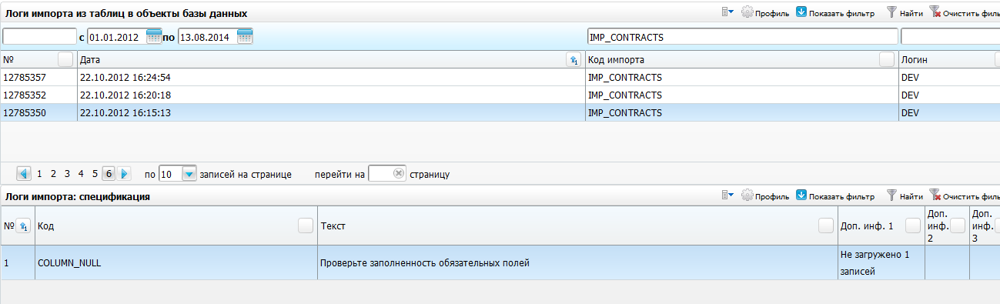 Логи импорта из таблиц в объекты базы данных Профиль Показать фильтр Найти Очистить филь
с 01.01.2012 по 13.08.2014 IMP_CONTRACTS
№ Дата 1 Код импорта Логин
12785357 22.10.2012 16:24:54 IMP_CONTRACTS DEV
12785352 22.10.2012 16:20:18 IMP_CONTRACTS DEV
12785350 22.10.2012 16:15:13 IMP_CONTRACTS DEV
1 2 3 4 5 6 по 10 записей на странице перейти на страницу
Логи импорта: спецификация Профиль Показать фильтр Найти Очистить филь
№ 1 Код Текст Доп. инф. 1 Доп. инф. 2 Доп. инф. 3
1 COLUMN_NULL Проверьте заполненность обязательных полей Не загружено 1
записей